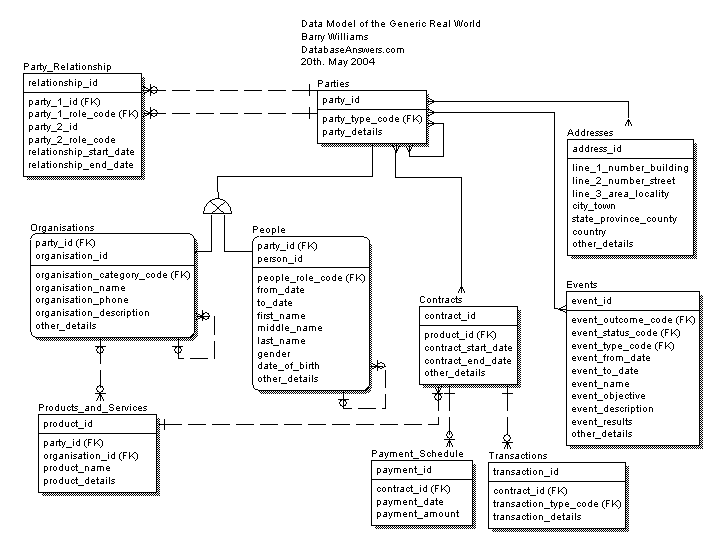 Data Model of the Generic Real World
Barry Williams
DatabaseAnswers.com
20th. May 2004
Party_Relationship
relationship_id
party_1_id (FK)
party_1_role_code (FK)
party_2_id
party_2_role_code
relationship_start_date
relationship_end_date
Parties
party_id
party_type_code (FK)
party_details
Addresses
address_id
line_1_number_building
line_2_number_street
line_3_area_locality
city_town
state_province_county
country
other_details
Organisations
party_id (FK)
organisation_id
organisation_category_code (FK)
organisation_name
organisation_phone
organisation_description
other_details
People
party_id (FK)
person_id
people_role_code (FK)
from_date
to_date
first_name
middle_name
last_name
gender
date_of_birth
other_details
Contracts
contract_id
product_id (FK)
contract_start_date
contract_end_date
other_details
Events
event_id
event_outcome_code (FK)
event_status_code (FK)
event_type_code (FK)
event_from_date
event_to_date
event_name
event_objective
event_description
event_results
other_details
Products_and_Services
product_id
party_id (FK)
organisation_id (FK)
product_name
product_details
Payment_Schedule
payment_id
contract_id (FK)
payment_date
payment_amount
Transactions
transaction_id
contract_id (FK)
transaction_type_code (FK)
transaction_details